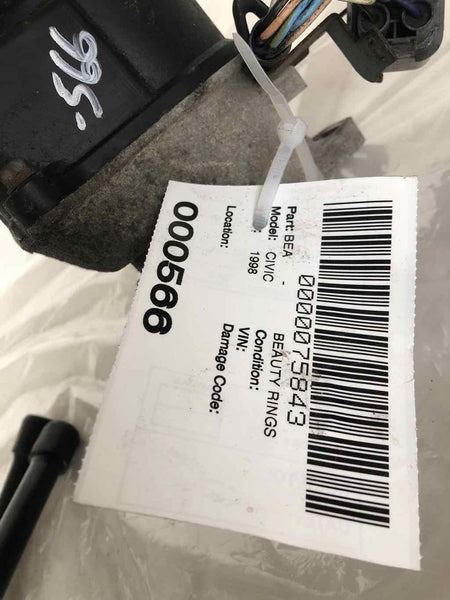 .566
0000075843
Part: BEA - BEAUTY RINGS
Model: CIVIC Condition:
: 1998 VIN:
Location: Damage Code:
000566